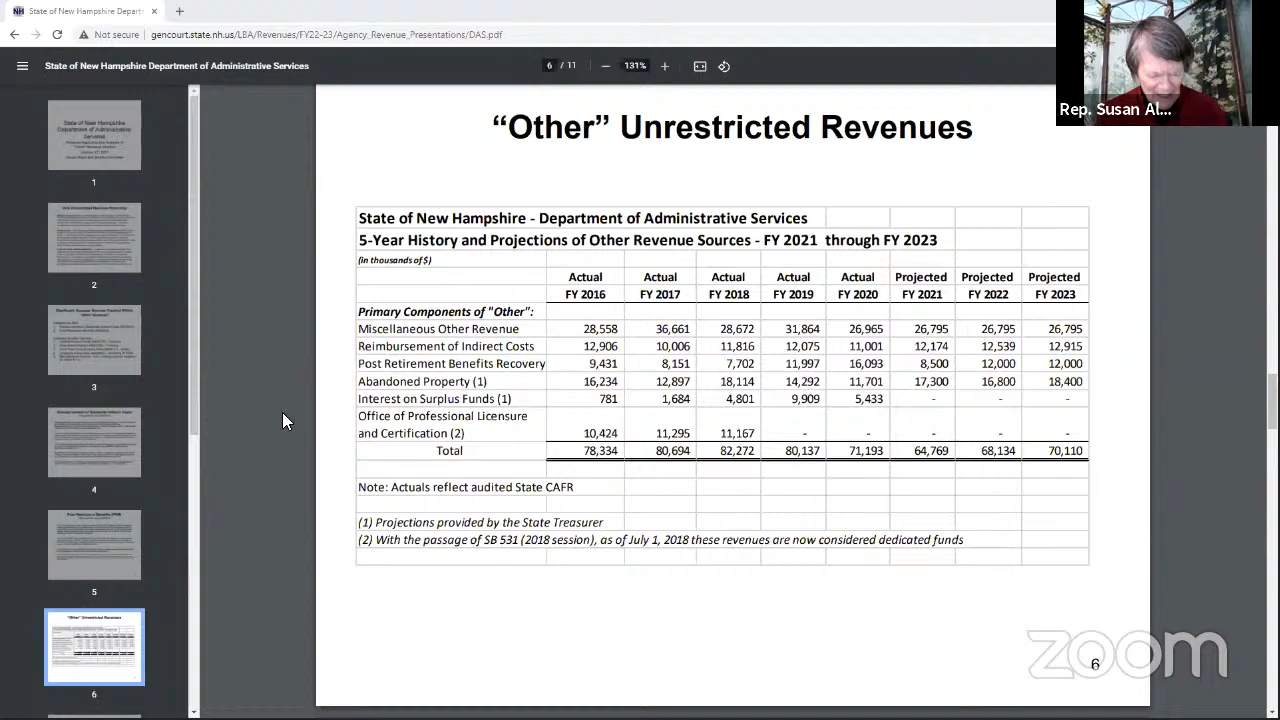 State of New Hampshire Depart
Not secure
gencourt.state.nh.us/LBA/Revenues/FY22-23/Agency_Revenue_Presentations/DAS.pdf
State of New Hampshire Department of Administrative Services
6 / 11
131%
Rep. Susan Al...
1
2
3
4
5
6
"Other" Unrestricted Revenues
State of New Hampshire - Department of Administrative Services
5-Year History and Projections of Other Revenue Sources - FY 2021 through FY 2023
(in thousands of $)
Actual Actual Actual Actual Actual Projected Projected Projected
FY 2016 FY 2017 FY 2018 FY 2019 FY 2020 FY 2021 FY 2022 FY 2023
Primary Components of "Other":
Miscellaneous Other Revenue 28,558 36,661 28,672 31,864 26,965 26,795 26,795 26,795
Reimbursement of Indirect Costs 12,906 10,006 11,816 12,075 11,001 12,174 12,539 12,915
Post Retirement Benefits Recovery 9,431 8,151 7,702 11,997 16,093 8,500 12,000 12,000
Abandoned Property (1) 16,234 12,897 18,114 14,292 11,701 17,300 16,800 18,400
Interest on Surplus Funds (1) 781 1,684 4,801 9,909 5,433 - - -
Office of Professional Licensure
and Certification (2) 10,424 11,295 11,167 - - - - -
Total 78,334 80,694 82,272 80,137 71,193 64,769 68,134 70,110
Note: Actuals reflect audited State CAFR
(1) Projections provided by the State Treasurer
(2) With the passage of SB 531 (2018 session), as of July 1, 2018 these revenues are now considered dedicated funds
6
zoom